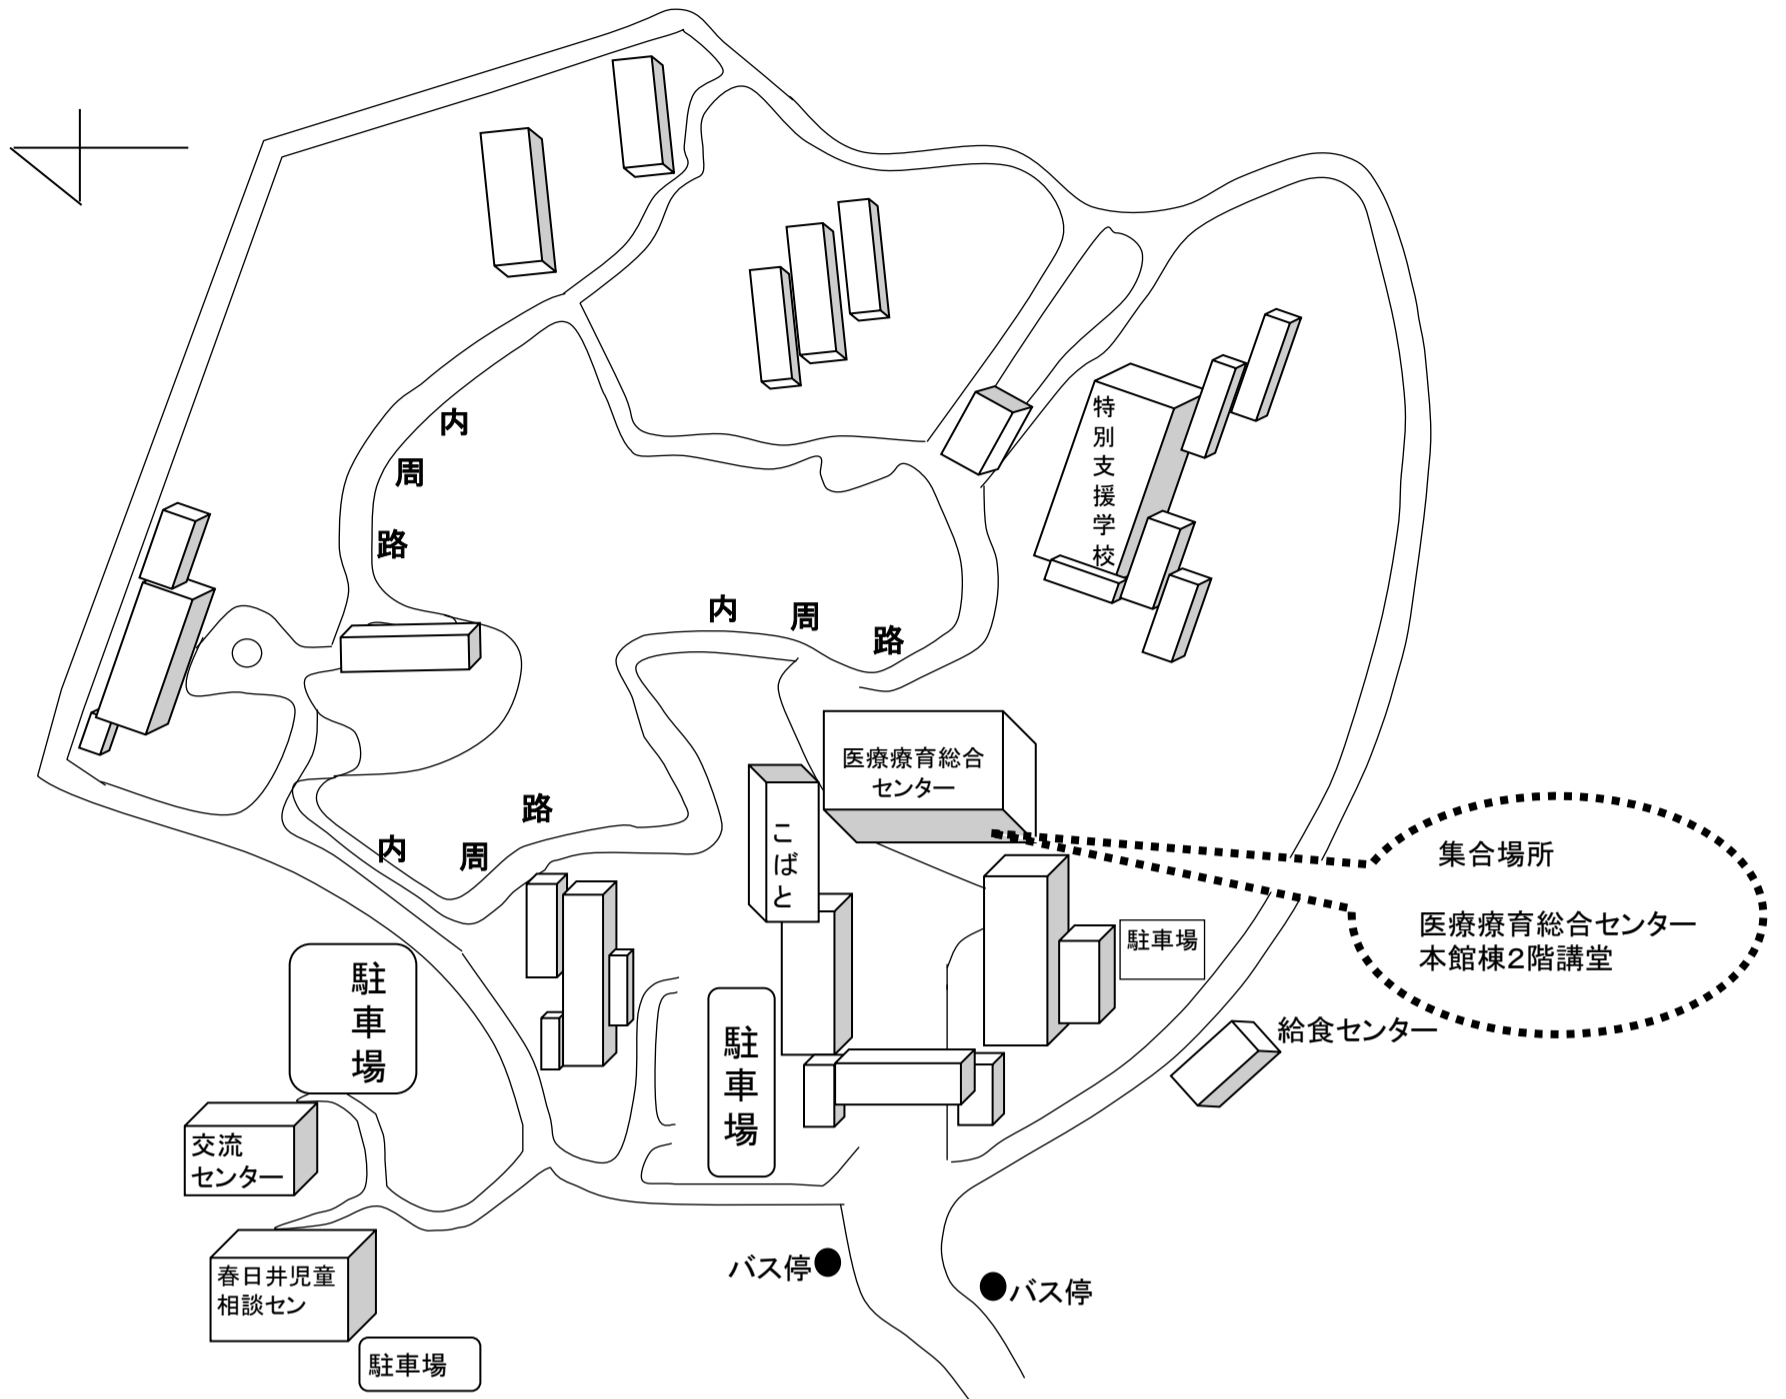 内
周
路
特別支援学校
内 周 路
医療療育総合
センター
こばと
路
内 周
集合場所
医療療育総合センター
本館棟2階講堂
駐車場
駐車場
駐車場
給食センター
交流
センター
春日井児童
相談セン
駐車場
バス停
バス停